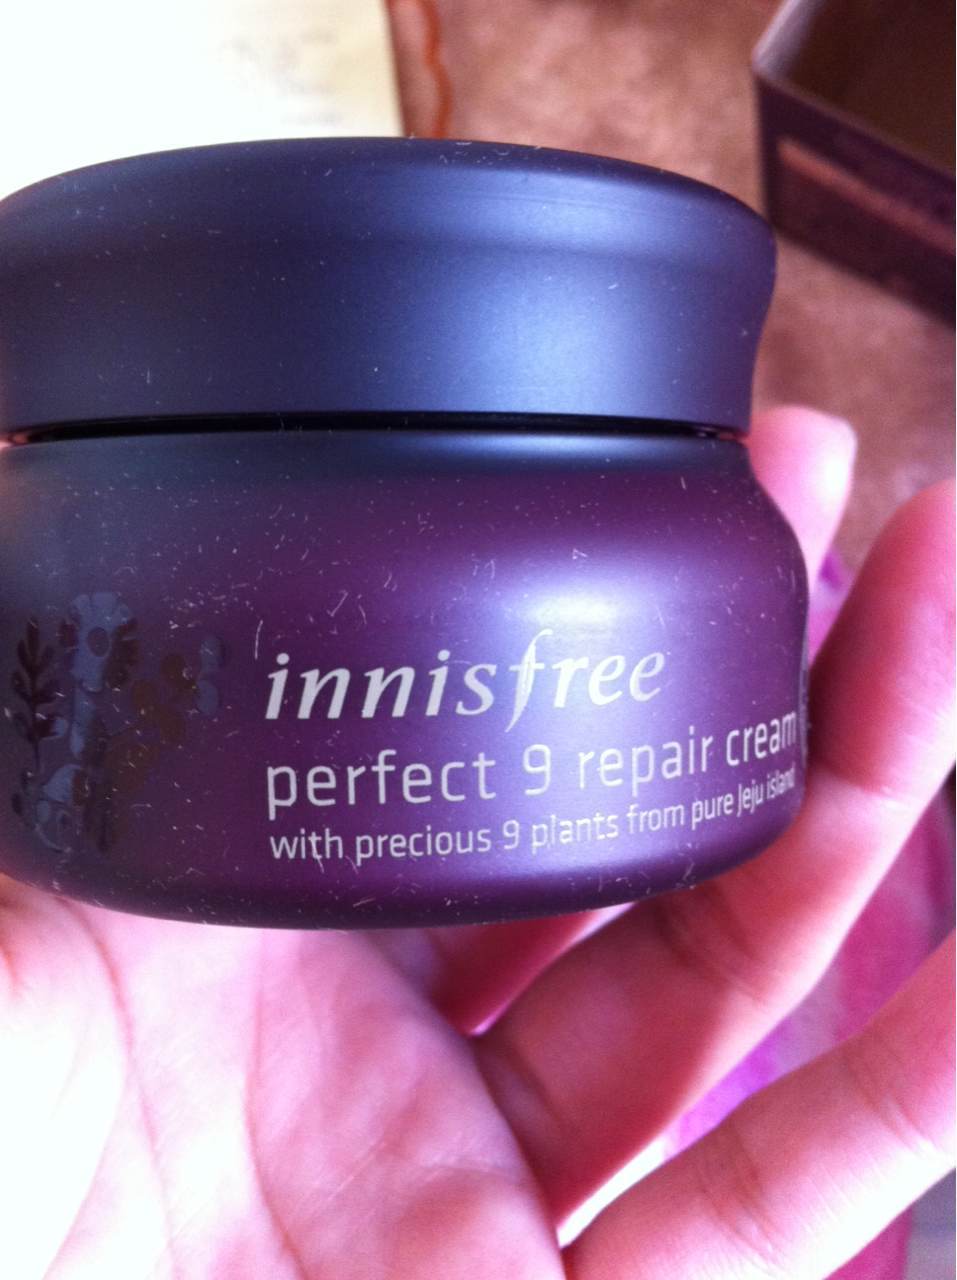 innisfree
perfect 9 repair cream
with precious 9 plants from pure Jeju island